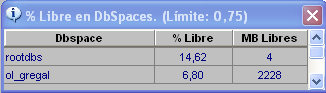 % Libre en DbSpaces. (Límite: 0,75)
Dbspace % Libre MB Libres
rootdbs 14,62 4
ol_gregal 6,80 2228